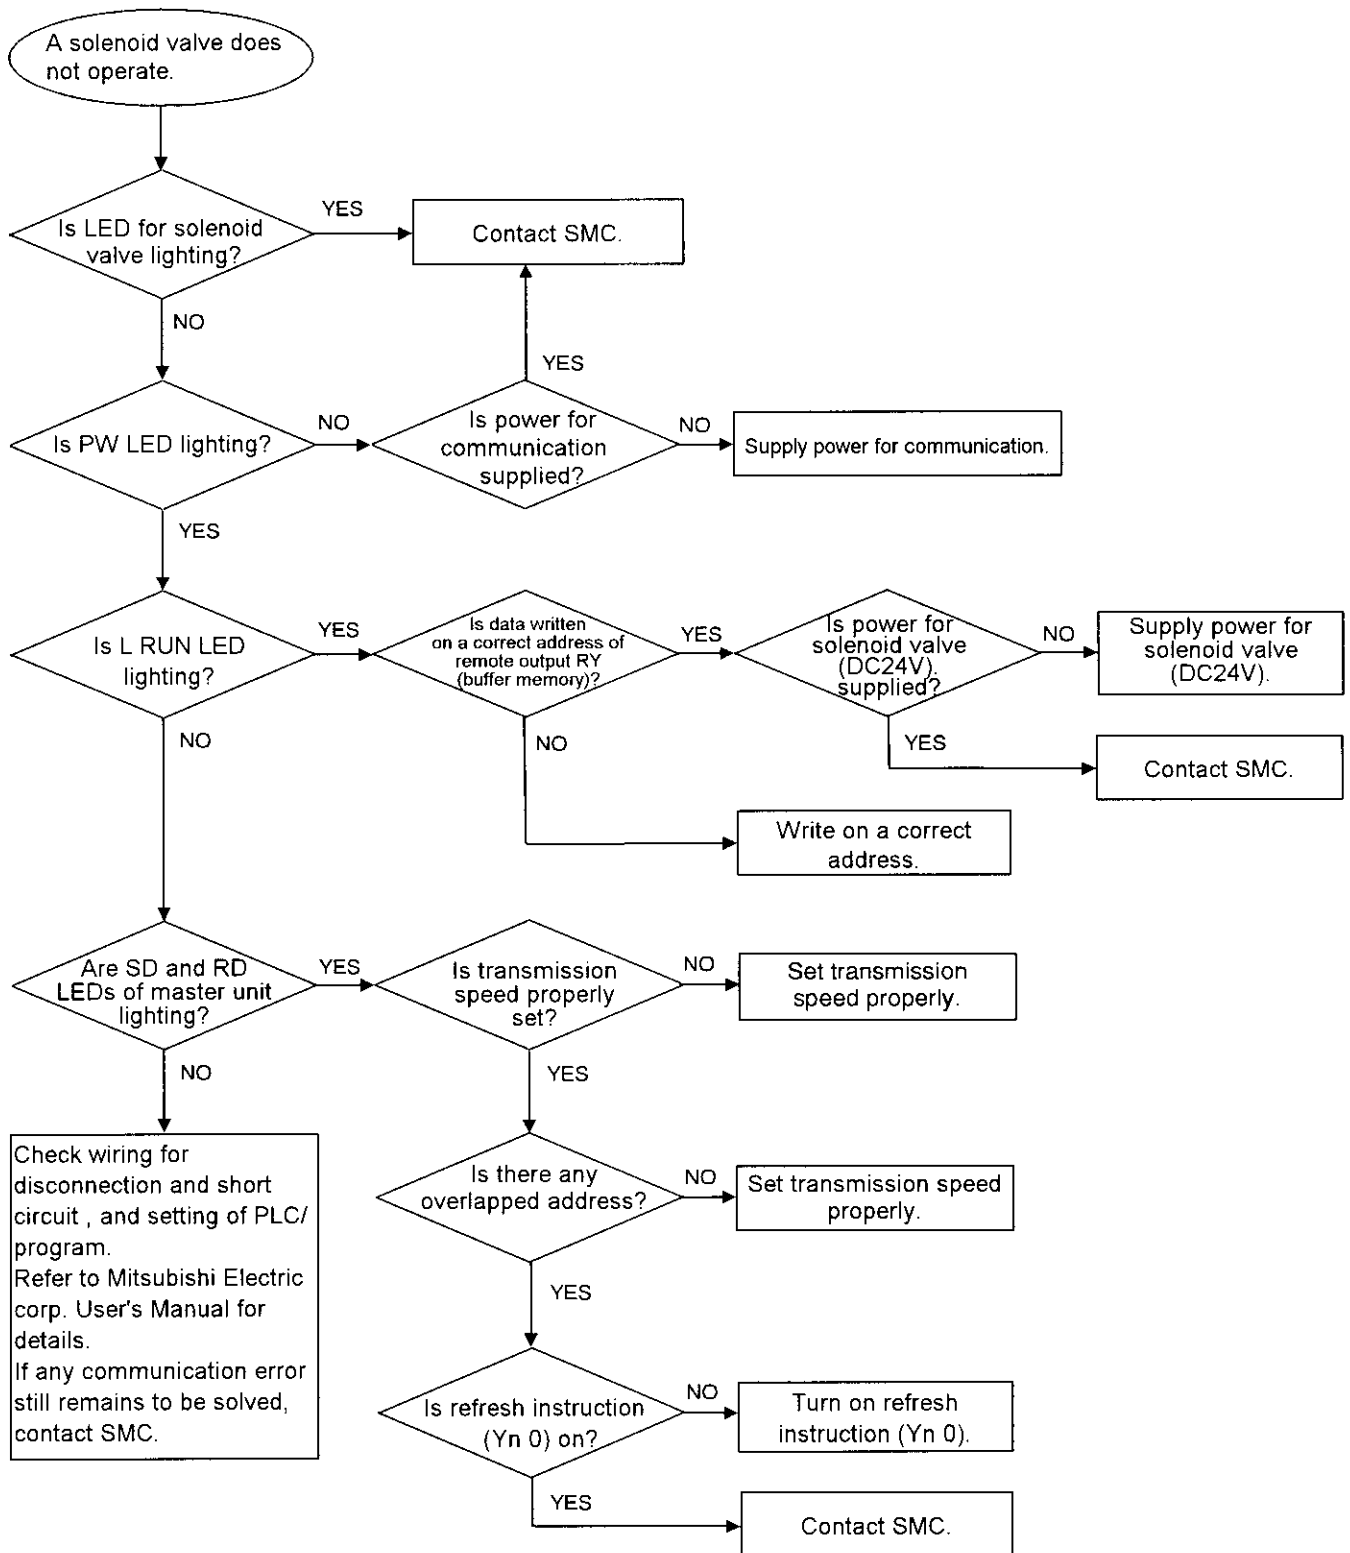 A solenoid valve does
not operate.
Is LED for solenoid
valve lighting?
YES
Contact SMC.
NO
YES
Is PW LED lighting?
NO
Is power for
communication
supplied?
NO
Supply power for communication.
YES
Is L RUN LED
lighting?
YES
Is data written
on a correct address of
remote output RY
(buffer memory)?
YES
Is power for
solenoid valve
(DC24V).
supplied?
NO
Supply power for
solenoid valve
(DC24V).
NO
NO
YES
Contact SMC.
Write on a correct
address.
Are SD and RD
LEDs of master unit
lighting?
YES
Is transmission
speed properly
set?
NO
Set transmission
speed properly.
NO
YES
Check wiring for
disconnection and short
circuit , and setting of PLC/
program.
Refer to Mitsubishi Electric
corp. User's Manual for
details.
If any communication error
still remains to be solved,
contact SMC.
Is there any
overlapped address?
NO
Set transmission speed
properly.
YES
Is refresh instruction
(Yn 0) on?
NO
Turn on refresh
instruction (Yn 0).
YES
Contact SMC.